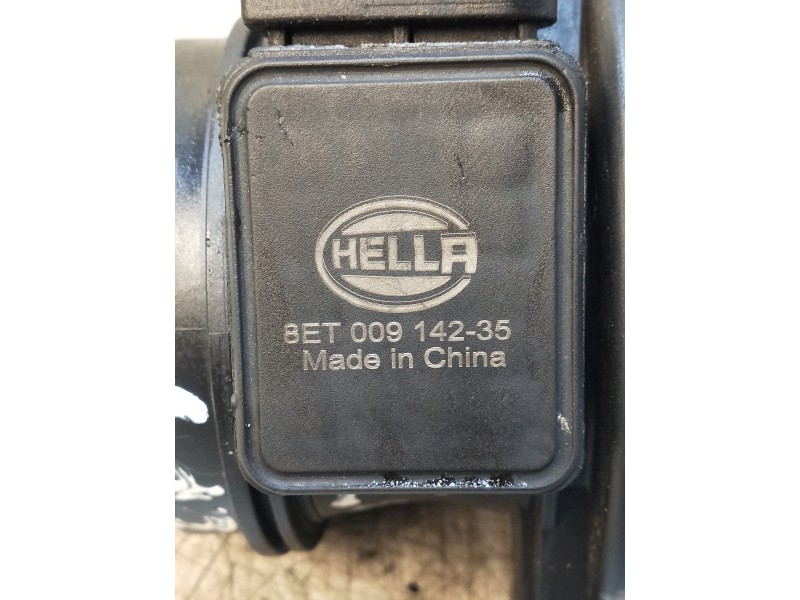 HELLA
8ET 009 142-35
Made in China